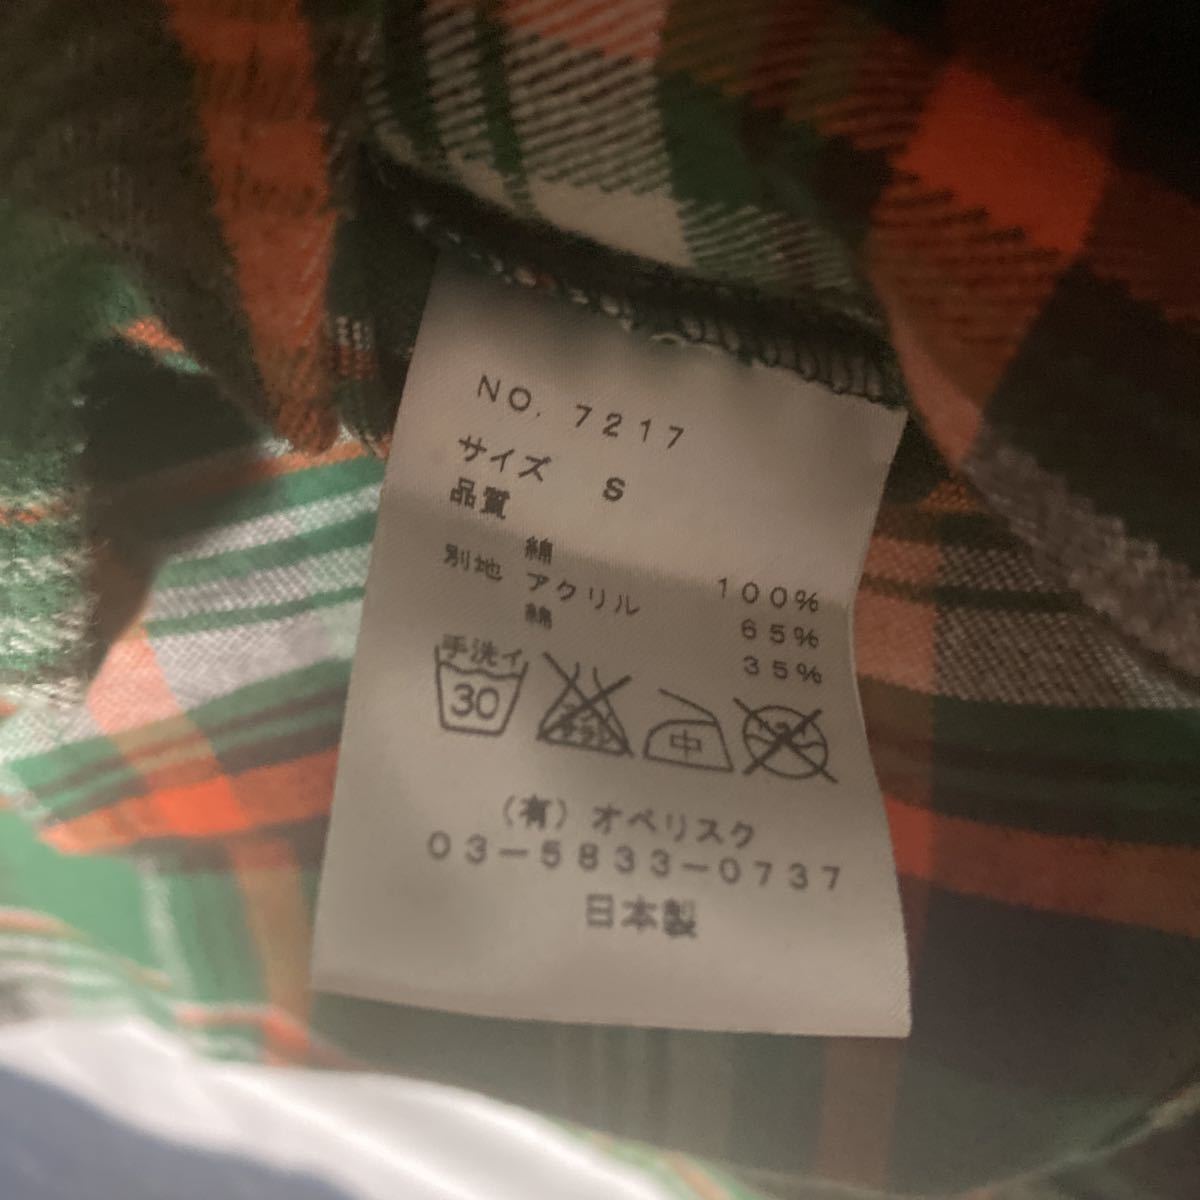 NO. 7217
サイズ S
品質
綿 100%
別地 アクリル 65%
綿 35%
手洗イ
30
中
(有) オベリスク
03-5833-0737
日本製